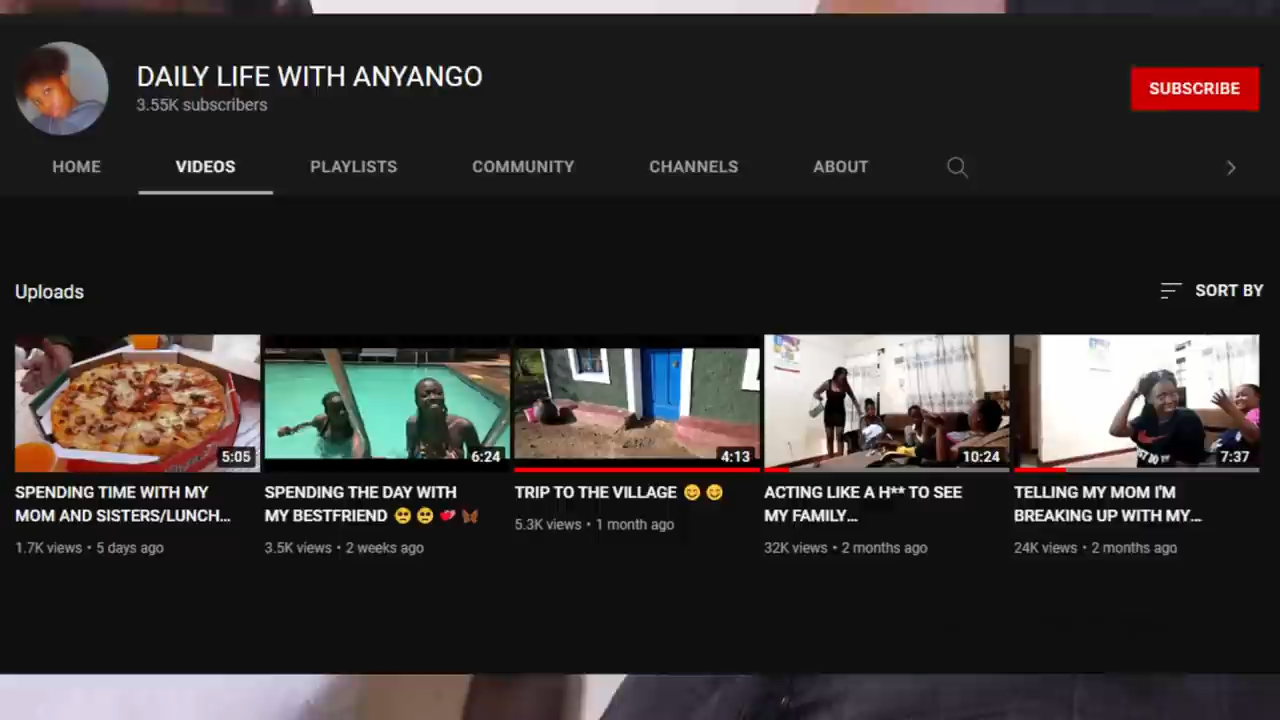 DAILY LIFE WITH ANYANGO
3.55K subscribers
SUBSCRIBE
HOME VIDEOS PLAYLISTS COMMUNITY CHANNELS ABOUT
Uploads
SORT BY
5:05
SPENDING TIME WITH MY
MOM AND SISTERS/LUNCH...
1.7K views • 5 days ago
6:24
SPENDING THE DAY WITH
MY BESTFRIEND 🥺 🥺 💕 🦋
3.5K views • 2 weeks ago
4:13
TRIP TO THE VILLAGE 😊 😊
5.3K views • 1 month ago
10:24
ACTING LIKE A H** TO SEE
MY FAMILY...
32K views • 2 months ago
JUST DO IT
7:37
TELLING MY MOM I'M
BREAKING UP WITH MY...
24K views • 2 months ago